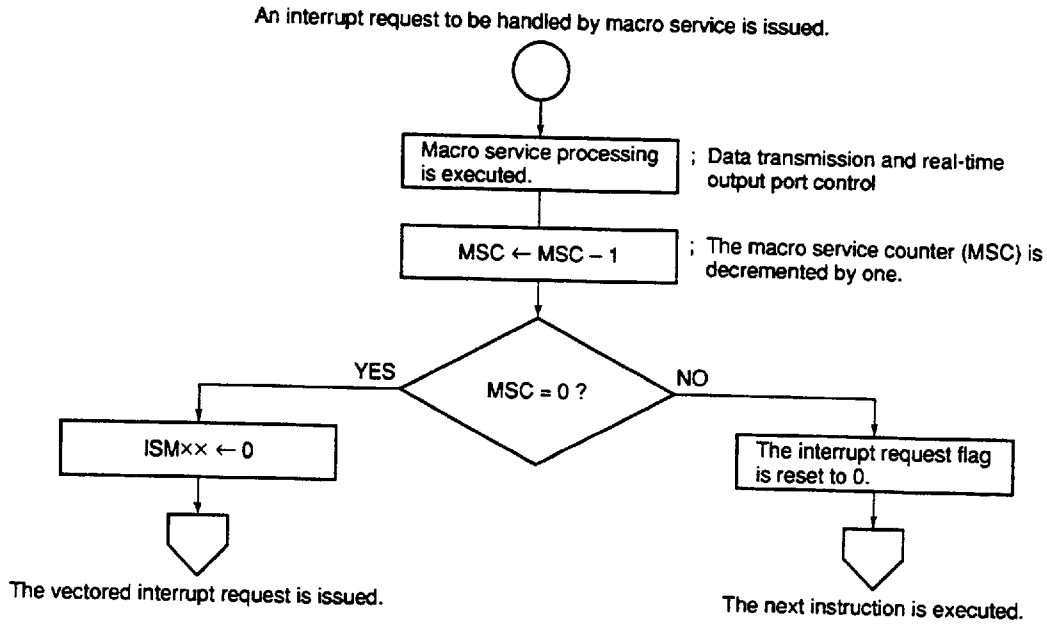 An interrupt request to be handled by macro service is issued.
Macro service processing
is executed.
; Data transmission and real-time
output port control
MSC ← MSC – 1
; The macro service counter (MSC) is
decremented by one.
MSC = 0 ?
YES
NO
ISM×× ← 0
The interrupt request flag
is reset to 0.
The vectored interrupt request is issued.
The next instruction is executed.